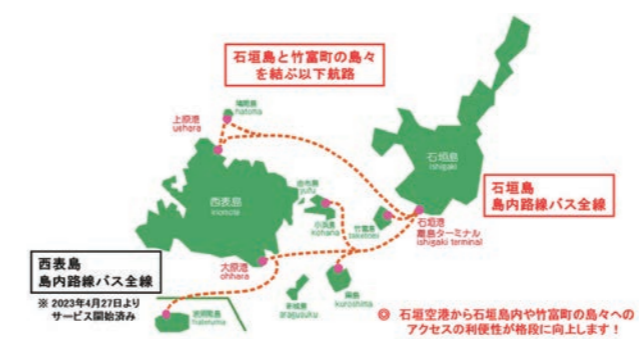 石垣島と竹富町の島々
を結ぶ以下航路
鳩間島
hatoma
上原港
uehara
石垣島
ishigaki
西表島
iriomote
小浜島
kohama
竹富島
taketomi
石垣港
離島ターミナル
ishigaki terminal
石垣島
島内路線バス全線
西表島
島内路線バス全線
※ 2023年4月27日より
サービス開始済み
大原港
ohhara
黒島
kuroshima
新城島
aragusuku
波照間島
hateruma
◎ 石垣空港から石垣島内や竹富町の島々への
アクセスの利便性が格段に向上します！